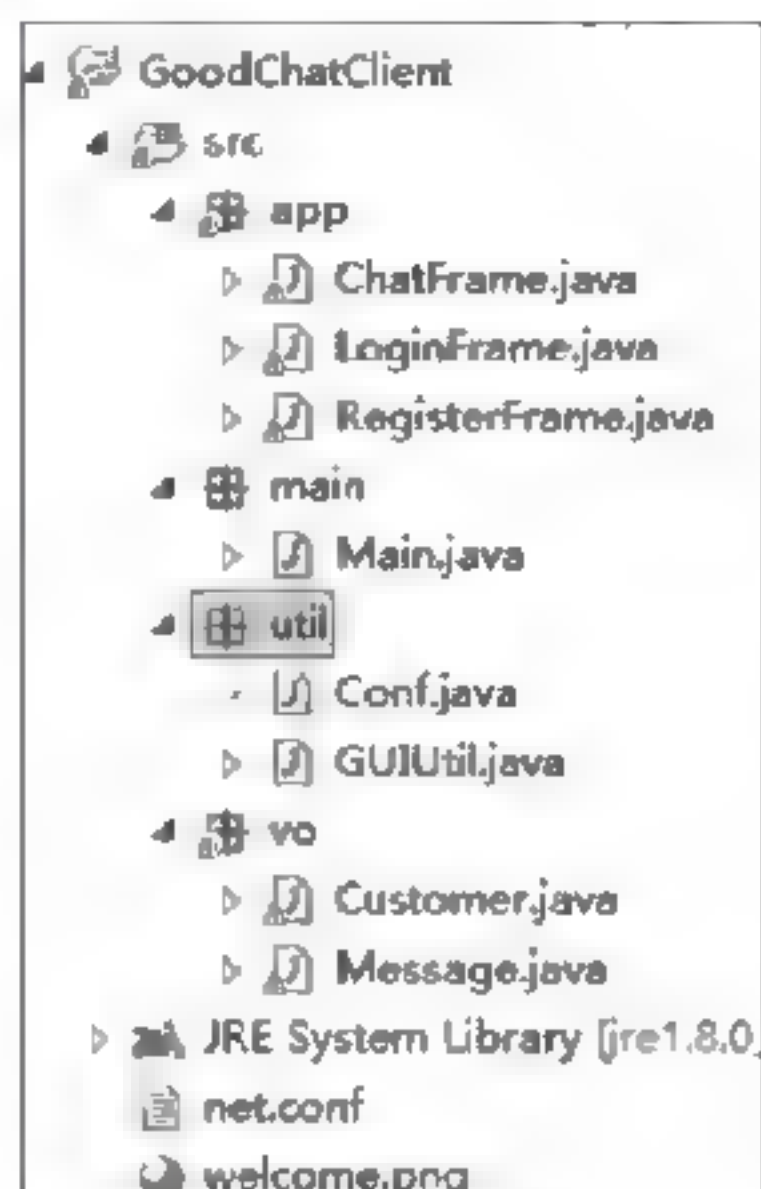 GoodChatClient
src
app
ChatFrame.java
LoginFrame.java
RegisterFrame.java
main
Main.java
util
Conf.java
GUIUtil.java
vo
Customer.java
Message.java
JRE System Library [jre1.8.0_
net.conf
welcome.png